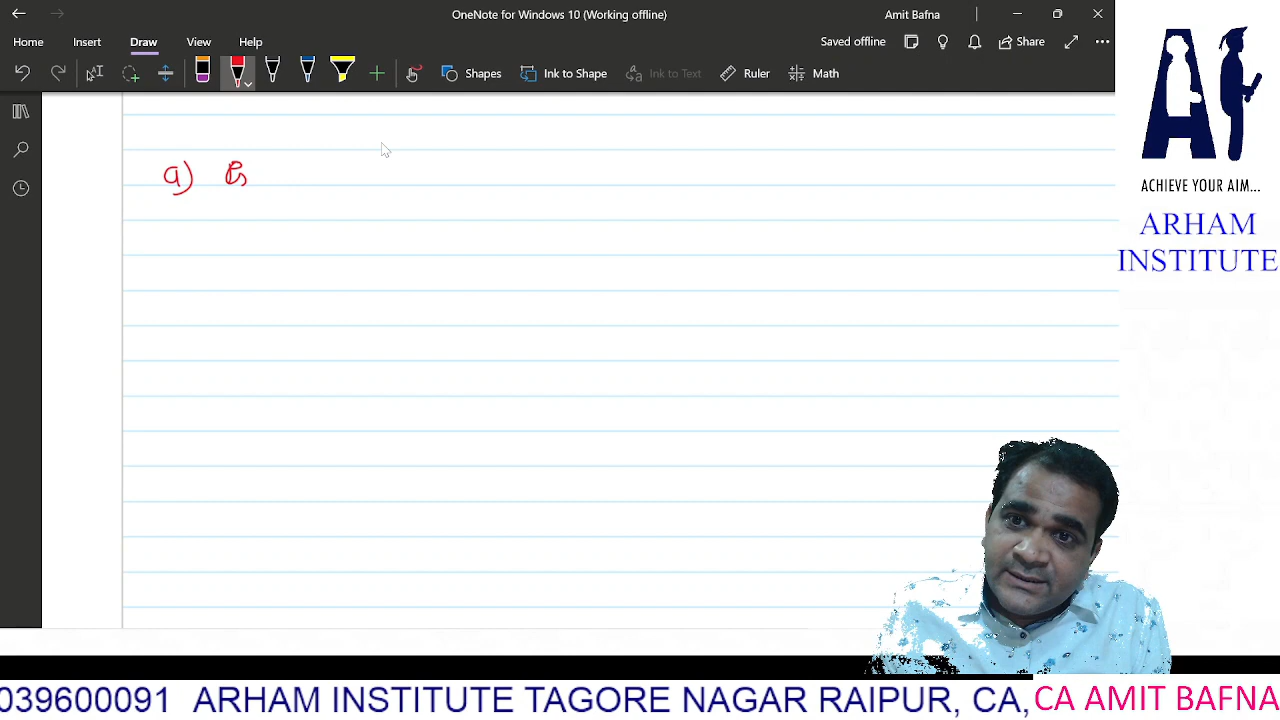 OneNote for Windows 10 (Working offline)
Amit Bafna
Home Insert Draw View Help
Saved offline
Share
Shapes
Ink to Shape
Ink to Text
Ruler
Math
a)
ACHIEVE YOUR AIM...
ARHAM
INSTITUTE
039600091 ARHAM INSTITUTE TAGORE NAGAR RAIPUR, CA,
CA AMIT BAFNA